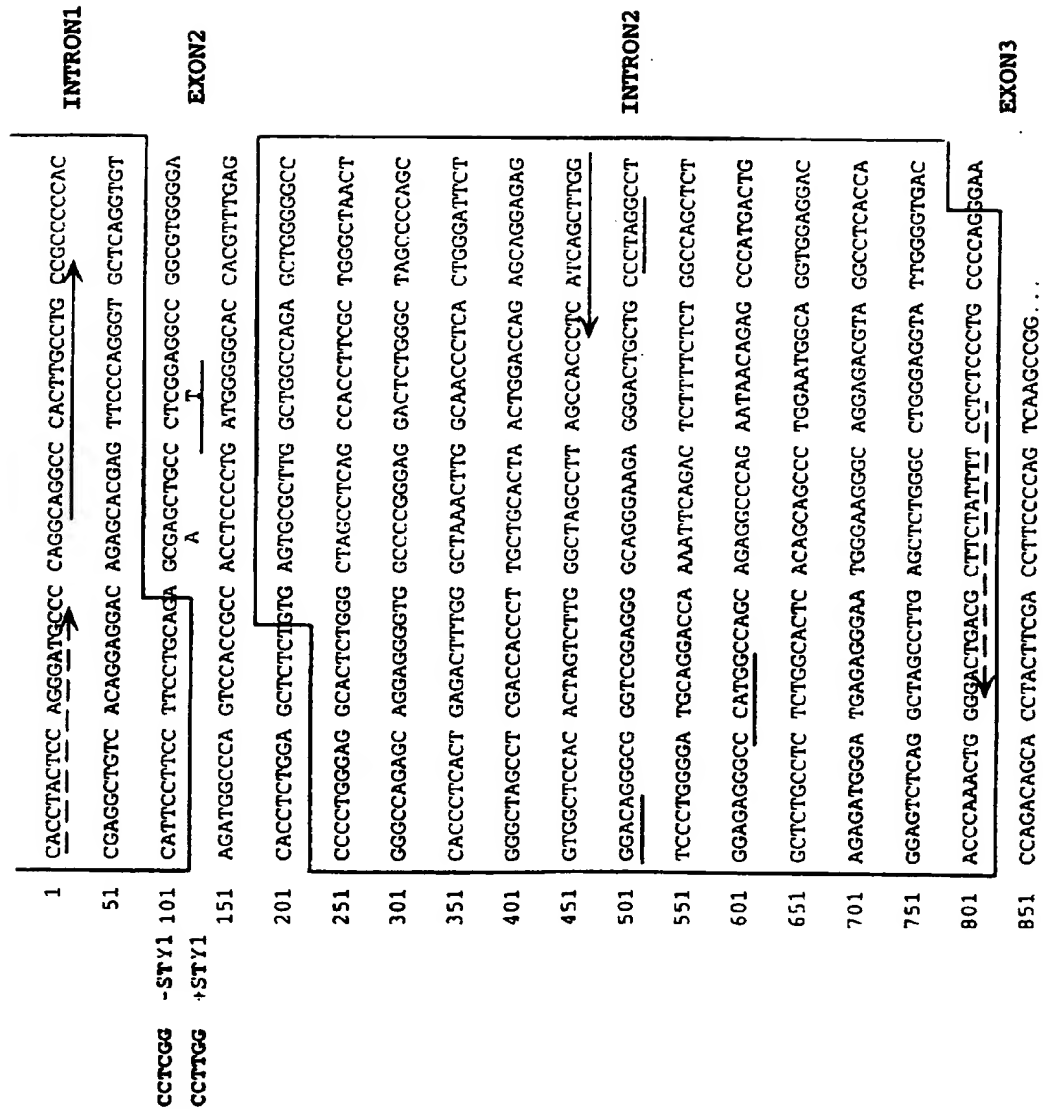 1 CACCTACTCC AGGGATGCCC CAGGCAGGCC CACTTGCCTG CCGCCCCCAC INTRON1
51 CGAGGCTGTC ACAGGAGGAC AGAGCACGAG TTCCCAGGGT GCTCAGGTGT
CCTCGG -STY1 101 CATTCCTTCC TTCCTGCAGA GCGAGCTGCC CTCGGAGGCC GGCGTGGGGA
CCTTGG +STY1 A T EXON2
151 AGATGGCCCA GTCCACCGCC ACCTCCCCTG ATGGGGGCAC CACGTTTGAG
201 CACCTCTGGA GCTCTCTGTG AGTGCGCTTG GCTGGCCAGA GCTGGGGGCC
251 CCCCTGGGAG GCACTCTGGG CTAGCCTCAG CCACCTTCGC TGGGCTAACT
301 GGGCCAGAGC AGGAGGGGTG GCCCCGGGAG GACTCTGGGC TAGCCCCAGC
351 CACCCTCACT GAGACTTTGG GCTAAACTTG GCAACCCTCA CTGGGATTCT
401 GGGCTAGCCT CGACCACCCT TGCTGCACTA ACTGGACCAG AGCAGGAGAG
451 GTGGCTCCAC ACTAGTCTTG GGCTAGCCTT AGCCACCCTC ATCAGCTTGG
501 GGACAGGGCG GGTCGGAGGG GCAGGGAAGA GGGACTGCTG CCCTAGGCCT INTRON2
551 TCCCTGGGGA TGCAGGACCA AAATTCAGAC TCTTTTCTCT GGCCAGCTCT
601 GGAGAGGGCC CATGGCCAGC AGAGGCCCAG AATAACAGAG CCCATGACTG
651 GCTCTGCCTC TCTGGCACTC ACAGCAGCCC TGGAATGGCA GGTGGAGGAC
701 AGAGATGGGA TGAGAGGGAA TGGGAAGGGC AGGAGACGTA GGCCTCACCA
751 GGAGTCTCAG GCTAGCCTTG AGCTCTGGGC CTGGGAGGTA TTGGGGTGAC
801 ACCCAAACTG GGGACTGACG CTTCTATTTT CCTCTCCCTG CCCCAGGGAA
851 CCAGACAGCA CCTACTTCGA CCTTCCCCAG TCAAGCCGG... EXON3